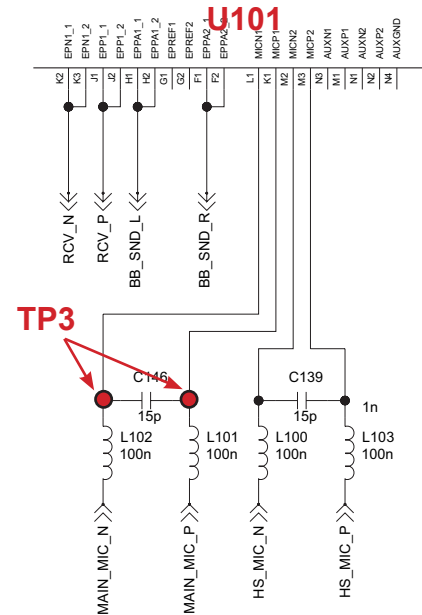 U101
EPN1_1
EPN1_2
EPP1_1
EPP1_2
EPPA1_1
EPPA1_2
EPREF1
EPREF2
EPPA2_1
MICN1
MICP1
MICN2
MICP2
AUXN1
AUXP1
AUXN2
AUXP2
AUXGND
K2
K3
J1
J2
H1
H2
G1
G2
F1
F2
L1
K1
M2
M3
N3
M1
N1
N2
N4
RCV_N
RCV_P
BB_SND_L
BB_SND_R
TP3
C146
15p
C139
15p
1n
L102
100n
L101
100n
L100
100n
L103
100n
MAIN_MIC_N
MAIN_MIC_P
HS_MIC_N
HS_MIC_P